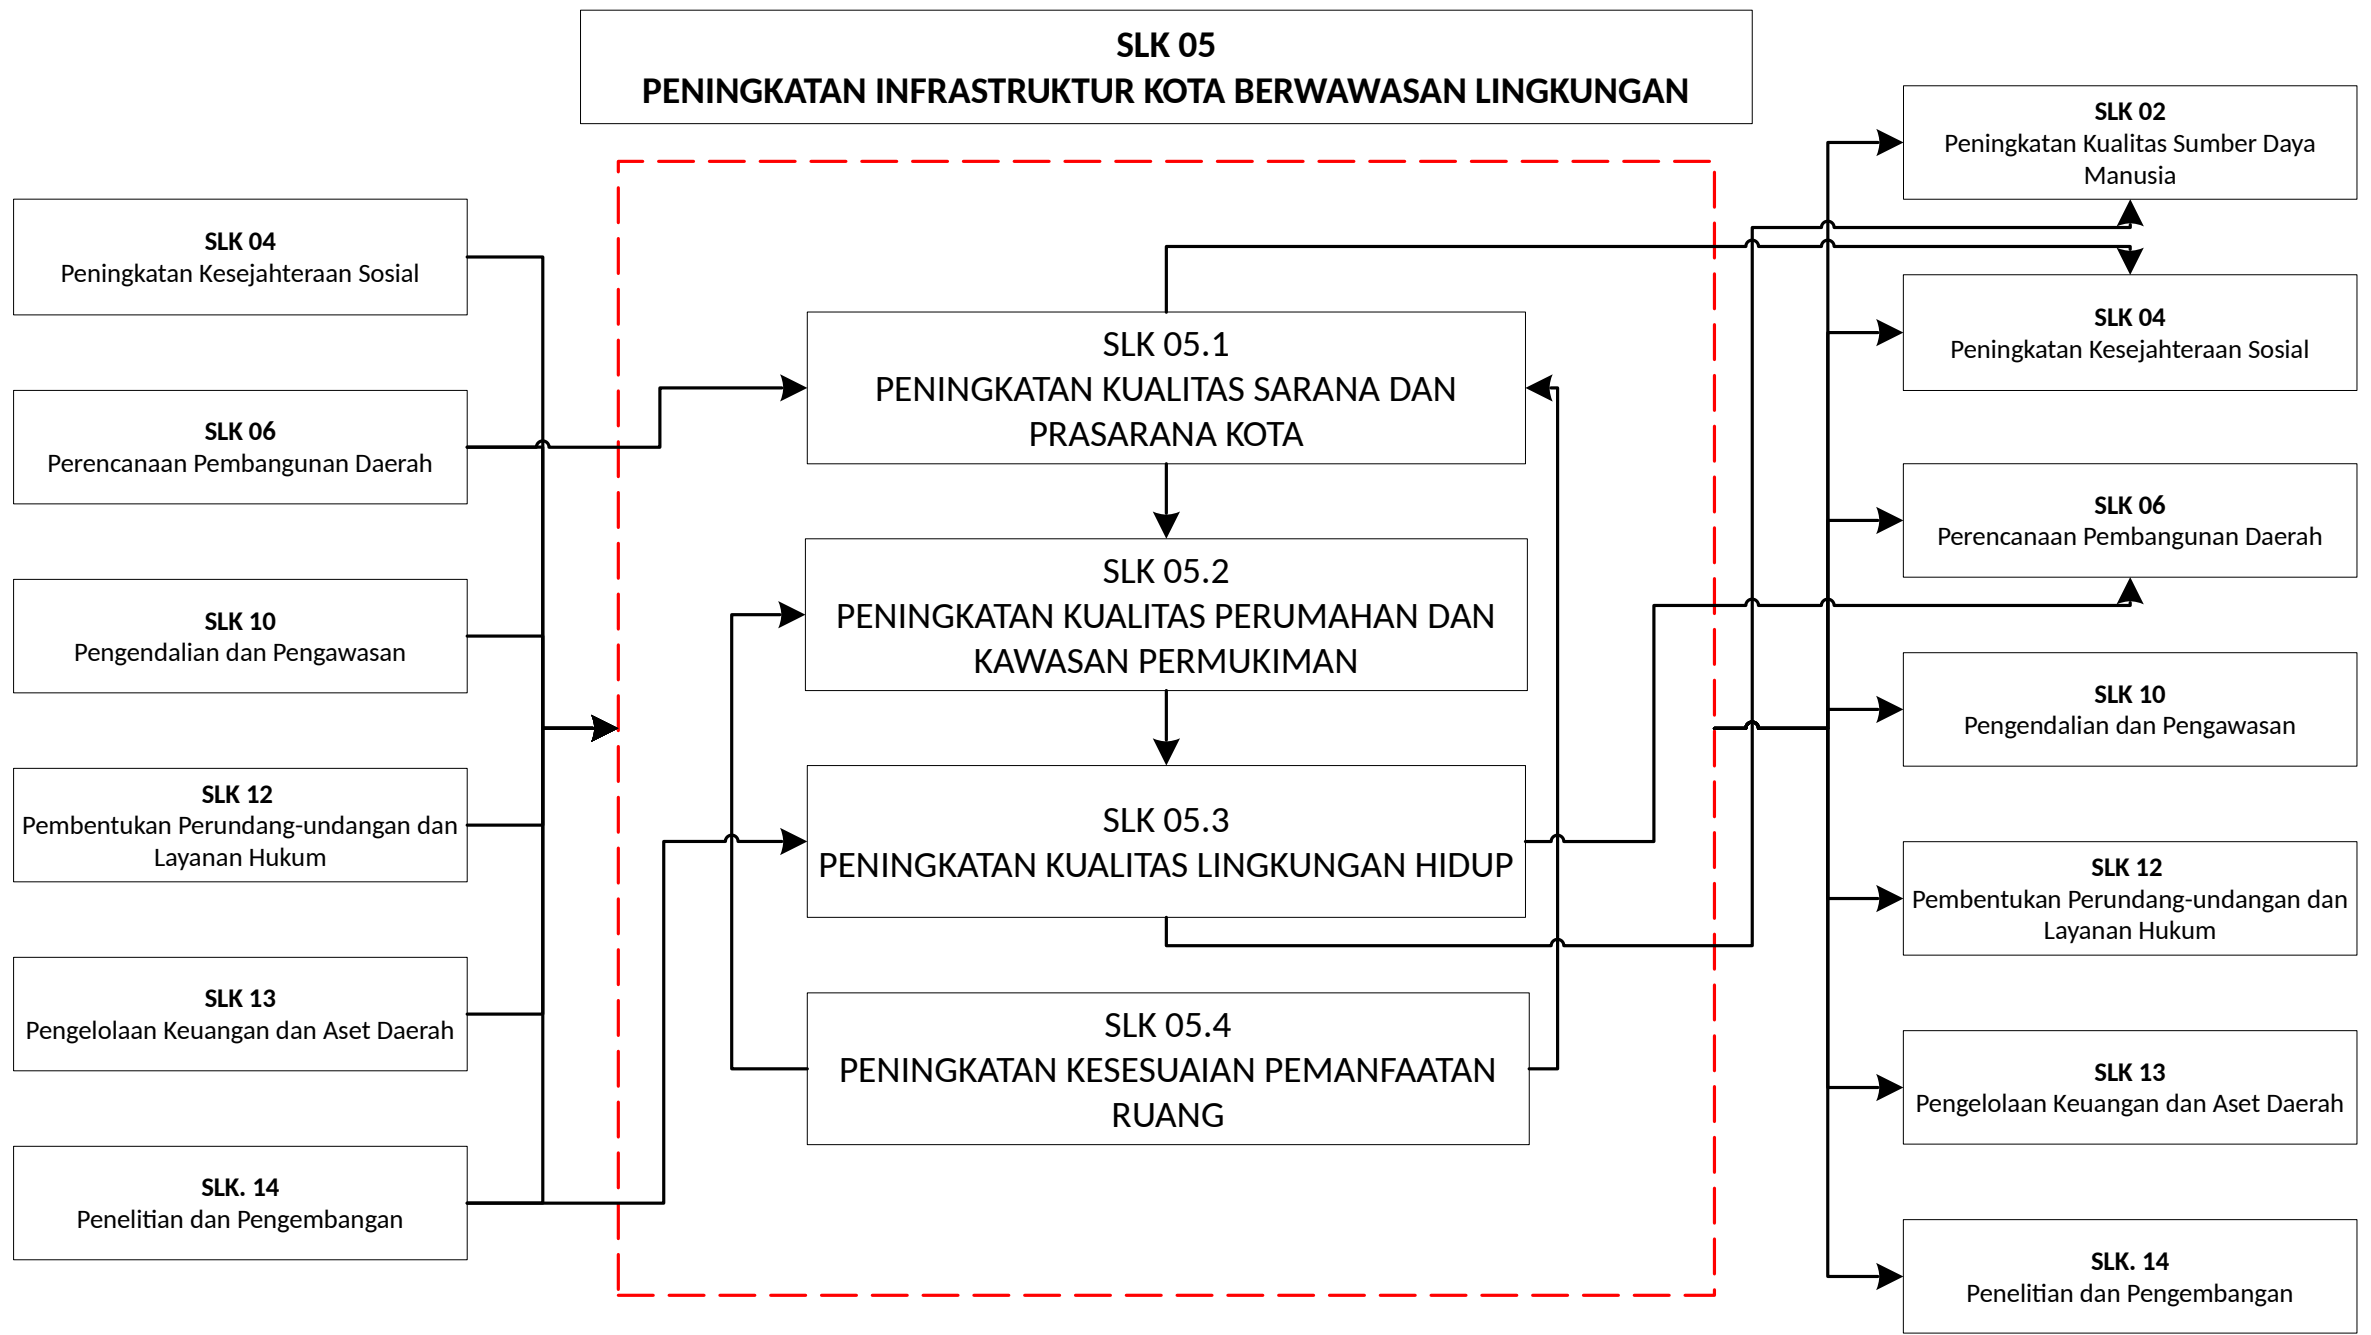 SLK 05
PENINGKATAN INFRASTRUKTUR KOTA BERWAWASAN LINGKUNGAN
SLK 04
Peningkatan Kesejahteraan Sosial
SLK 06
Perencanaan Pembangunan Daerah
SLK 10
Pengendalian dan Pengawasan
SLK 12
Pembentukan Perundang-undangan dan
Layanan Hukum
SLK 13
Pengelolaan Keuangan dan Aset Daerah
SLK. 14
Penelitian dan Pengembangan
SLK 05.1
PENINGKATAN KUALITAS SARANA DAN
PRASARANA KOTA
SLK 05.2
PENINGKATAN KUALITAS PERUMAHAN DAN
KAWASAN PERMUKIMAN
SLK 05.3
PENINGKATAN KUALITAS LINGKUNGAN HIDUP
SLK 05.4
PENINGKATAN KESESUAIAN PEMANFAATAN
RUANG
SLK 02
Peningkatan Kualitas Sumber Daya
Manusia
SLK 04
Peningkatan Kesejahteraan Sosial
SLK 06
Perencanaan Pembangunan Daerah
SLK 10
Pengendalian dan Pengawasan
SLK 12
Pembentukan Perundang-undangan dan
Layanan Hukum
SLK 13
Pengelolaan Keuangan dan Aset Daerah
SLK. 14
Penelitian dan Pengembangan